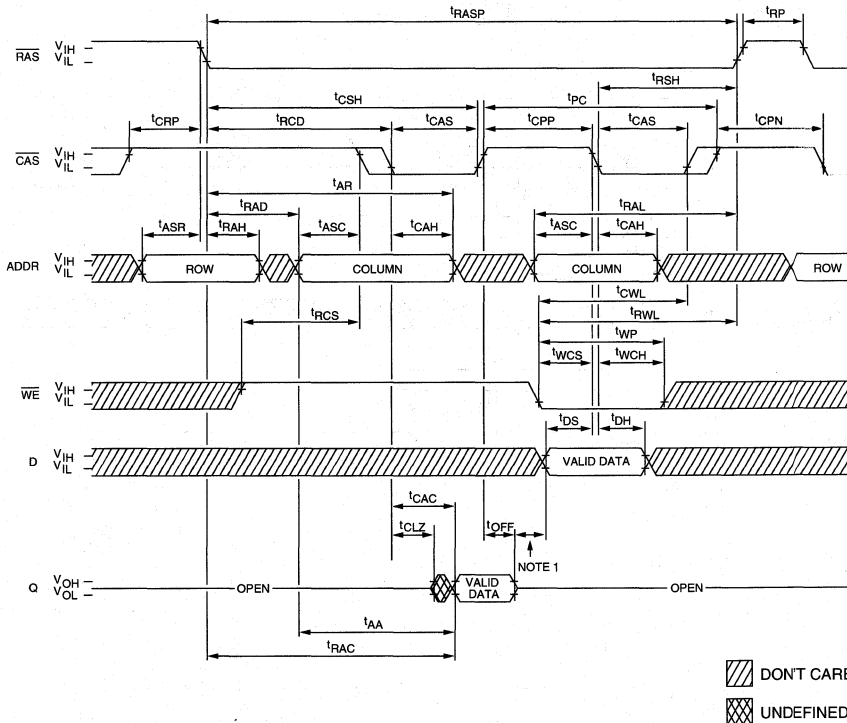 tRASP tRP
RAS VIH
VIL
tRSH
tCSH tPC
tCRP tRCD tCAS tCPP tCAS tCPN
CAS VIH
VIL
tAR
tRAD tRAL
tASR tRAH tASC tCAH tASC tCAH
ADDR VIH
VIL
ROW COLUMN COLUMN ROW
tCWL
tRCS tRWL
tWP
tWCS tWCH
WE VIH
VIL
tDS tDH
D VIH
VIL
VALID DATA
tCAC
tCLZ tOFF
NOTE 1
Q VOH
VOL
OPEN VALID DATA OPEN
tAA
tRAC
DON'T CARE
UNDEFINED